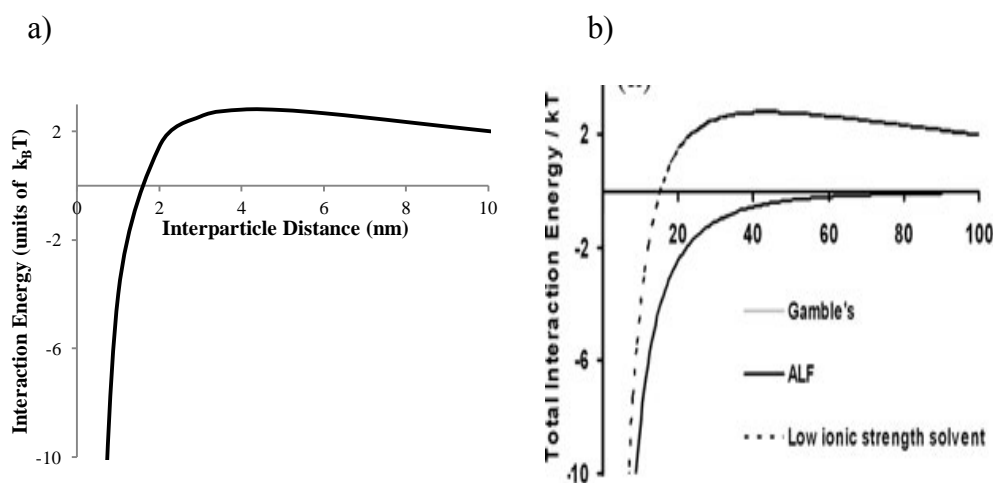 a)
Interaction Energy (units of kBT)
2
0
-2
-6
-10
0 2 4 6 8 10
Interparticle Distance (nm)
b)
Total Interaction Energy / kT
2
-2
-6
-10
20 40 60 80 100
Gamble's
ALF
Low ionic strength solvent